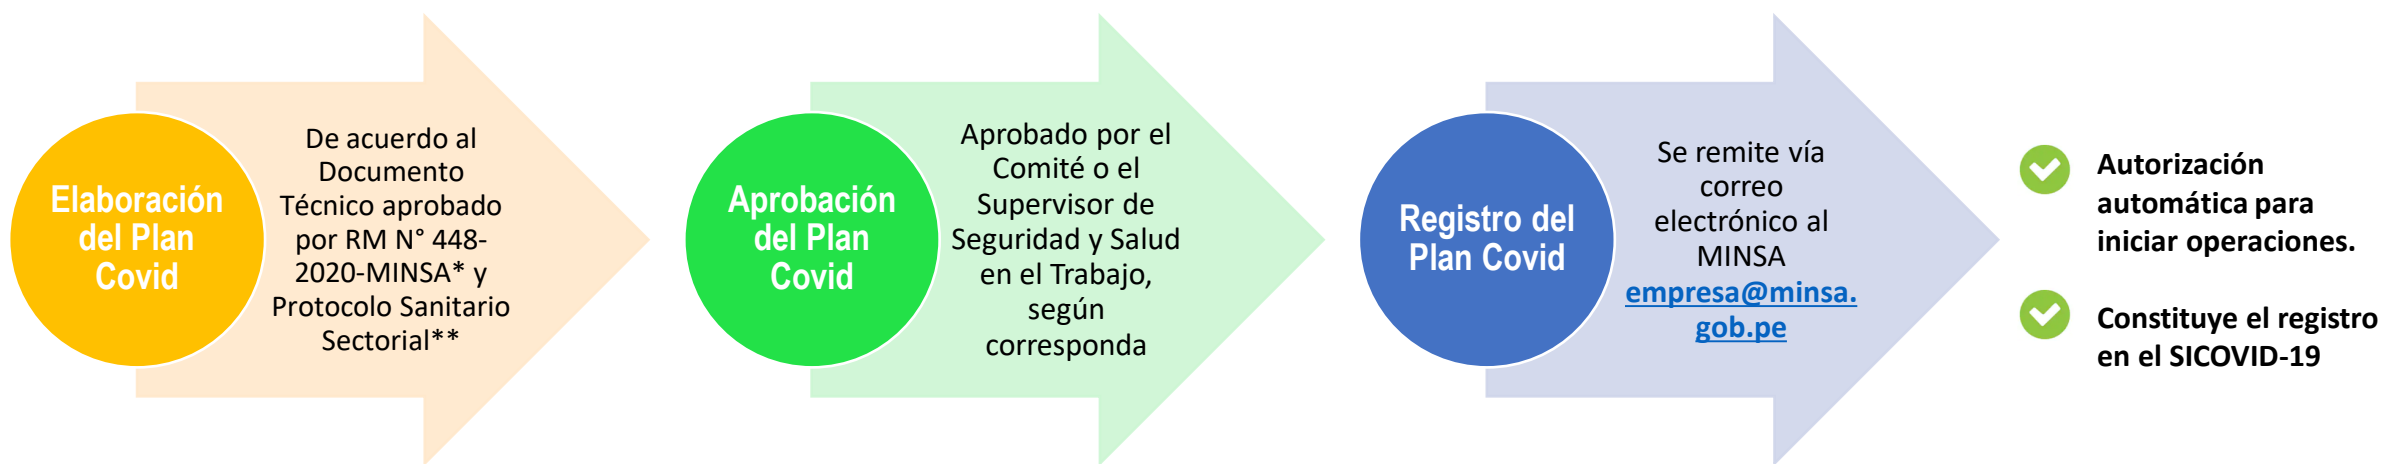 Elaboración
del Plan
Covid
De acuerdo al
Documento
Técnico aprobado
por RM N° 448-
2020-MINSA* y
Protocolo Sanitario
Sectorial**
Aprobación
del Plan
Covid
Aprobado por el
Comité o el
Supervisor de
Seguridad y Salud
en el Trabajo,
según
corresponda
Registro del
Plan Covid
Se remite vía
correo
electrónico al
MINSA
empresa@minsa.
gob.pe
Autorización
automática para
iniciar operaciones.
Constituye el registro
en el SICOVID-19